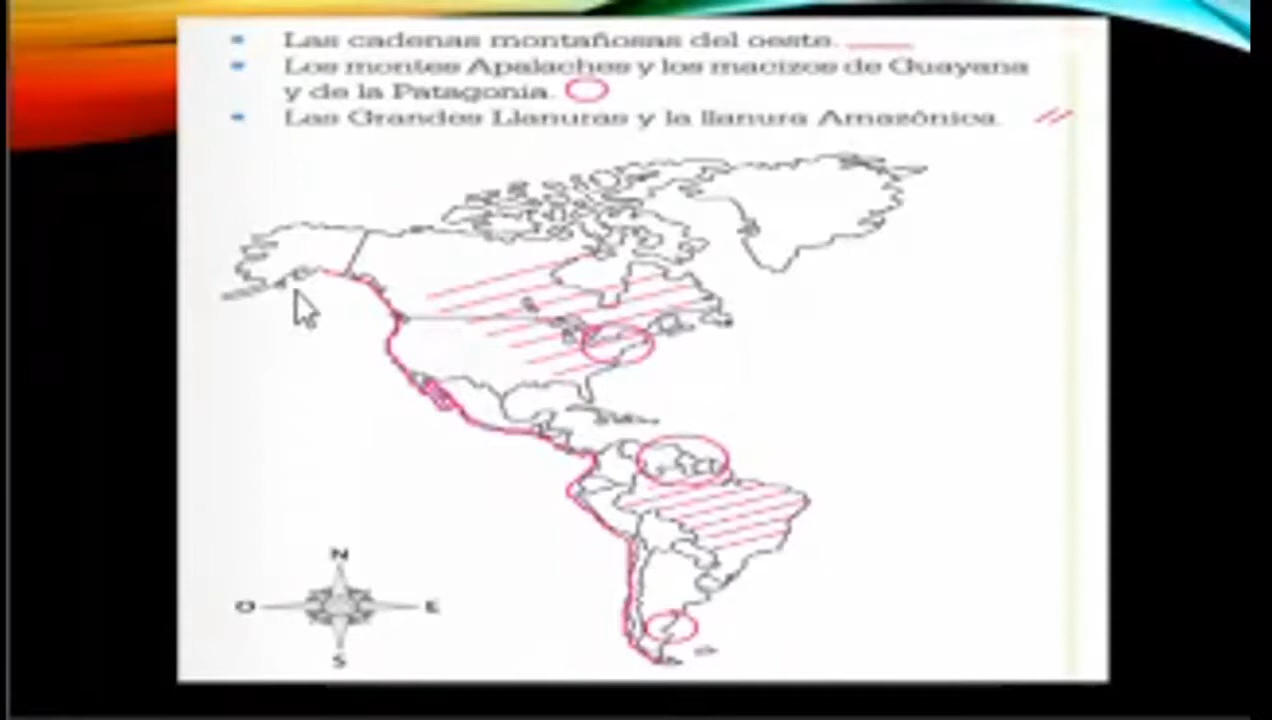 Las cadenas montañosas del oeste.
Los montes Apalaches y los macizos de Guayana
y de la Patagonia.
Las Grandes Llanuras y la llanura Amazónica.
N
O E
S